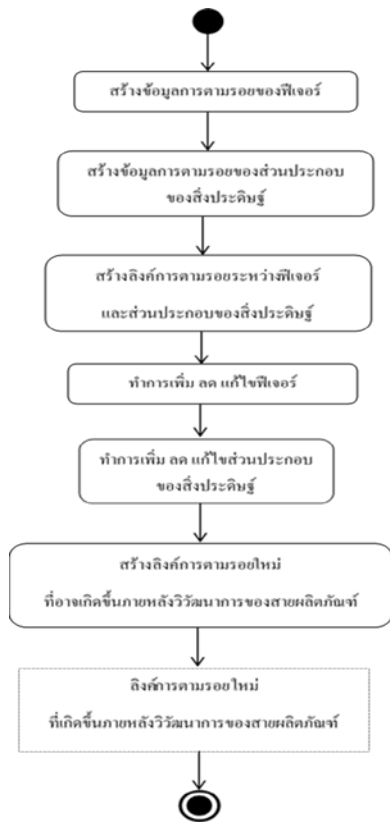 สร้างข้อมูลการตามรอยของฟีเจอร์
สร้างข้อมูลการตามรอยของส่วนประกอบ
ของสิ่งประดิษฐ์
สร้างลิงค์การตามรอยระหว่างฟีเจอร์
และส่วนประกอบของสิ่งประดิษฐ์
ทำการเพิ่ม ลด แก้ไขฟีเจอร์
ทำการเพิ่ม ลด แก้ไขส่วนประกอบ
ของสิ่งประดิษฐ์
สร้างลิงค์การตามรอยใหม่
ที่อาจเกิดขึ้นภายหลังวิวัฒนาการของสายผลิตภัณฑ์
ลิงค์การตามรอยใหม่
ที่เกิดขึ้นภายหลังวิวัฒนาการของสายผลิตภัณฑ์